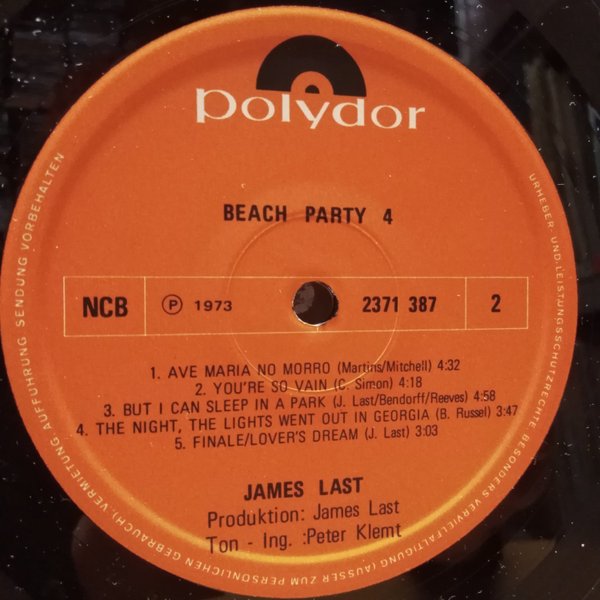 polydor
BEACH PARTY 4
NCB
Ⓟ 1973
2371 387
2
1. AVE MARIA NO MORRO (Martins/Mitchell) 4:32
2. YOU'RE SO VAIN (C. Simon) 4:18
3. BUT I CAN SLEEP IN A PARK (J. Last/Bendorff/Reeves) 4:58
4. THE NIGHT, THE LIGHTS WENT OUT IN GEORGIA (B. Russel) 3:47
5. FINALE/LOVER'S DREAM (J. Last) 3:03
JAMES LAST
Produktion: James Last
Ton - Ing. :Peter Klemt
URHEBER- UND LEISTUNGSSCHUTZRECHTE BESONDERS VERVIELFÄLTIGUNG (AUSSER ZUM PERSÖNLICHEN GEBRAUCH), VERMIETUNG AUFFÜHRUNG SENDUNG VORBEHALTEN